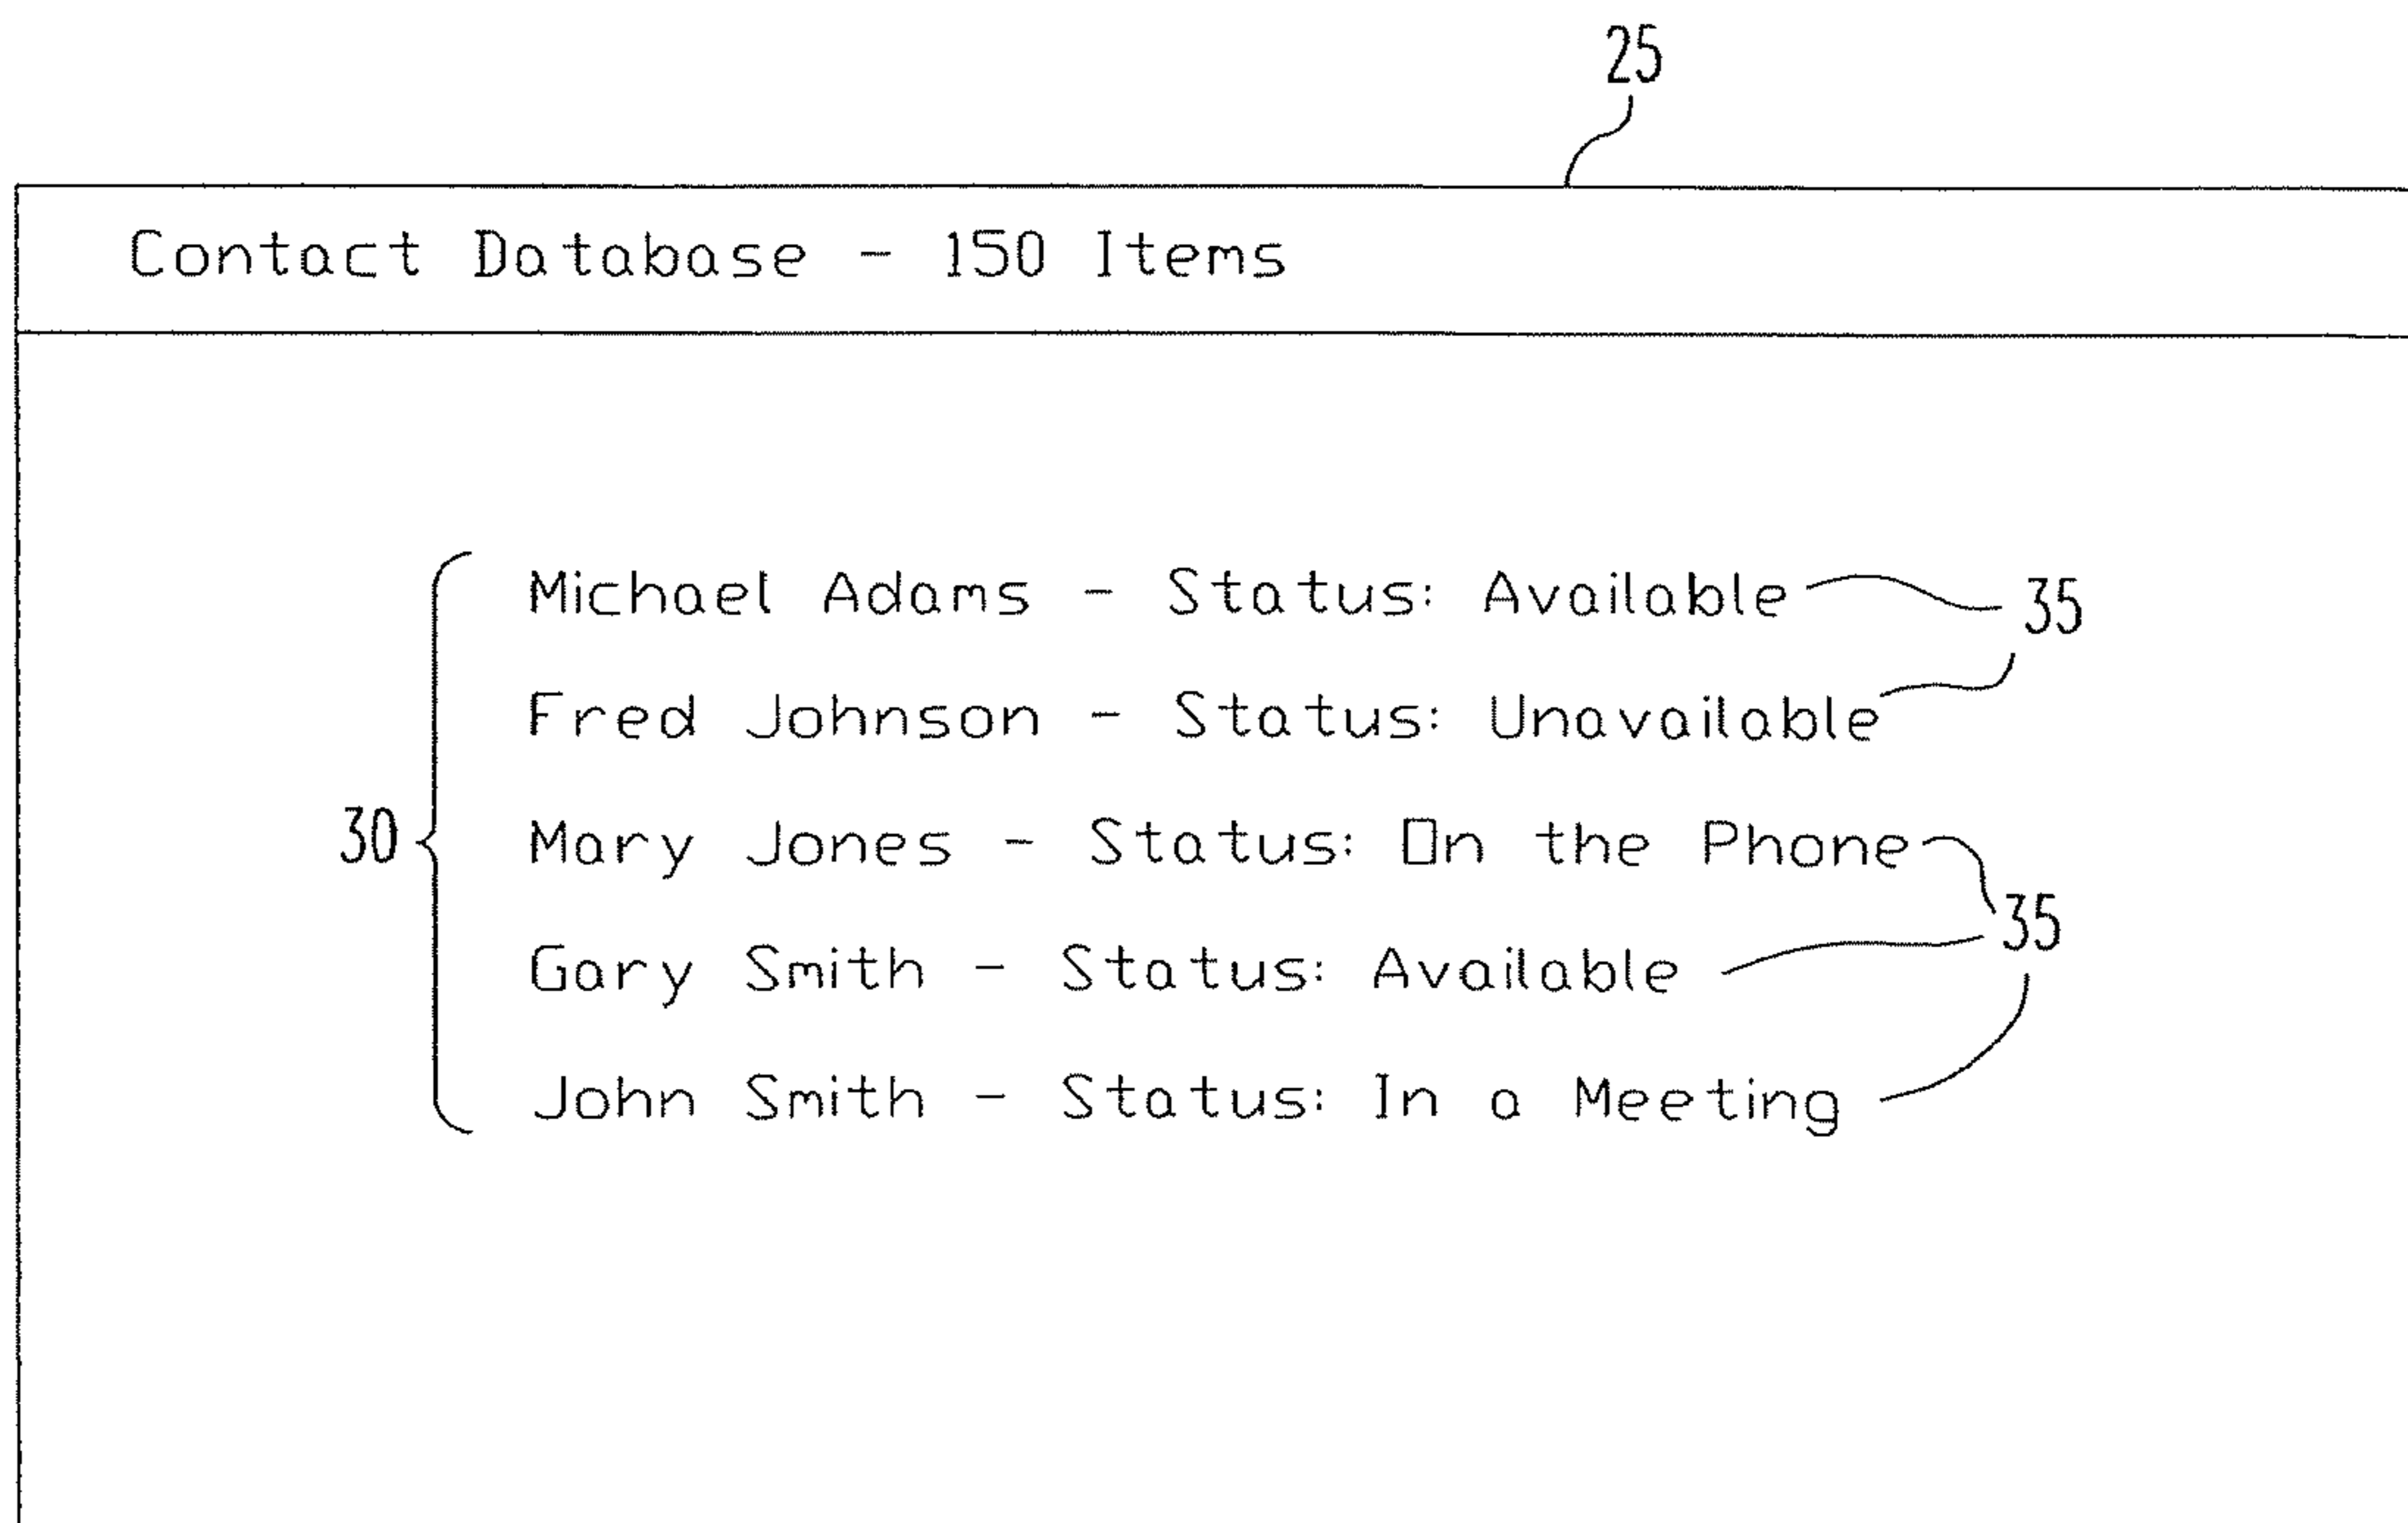 25
Contact Database - 150 Items
Michael Adams - Status: Available
35
Fred Johnson - Status: Unavailable
30
Mary Jones - Status: On the Phone
35
Gary Smith - Status: Available
John Smith - Status: In a Meeting